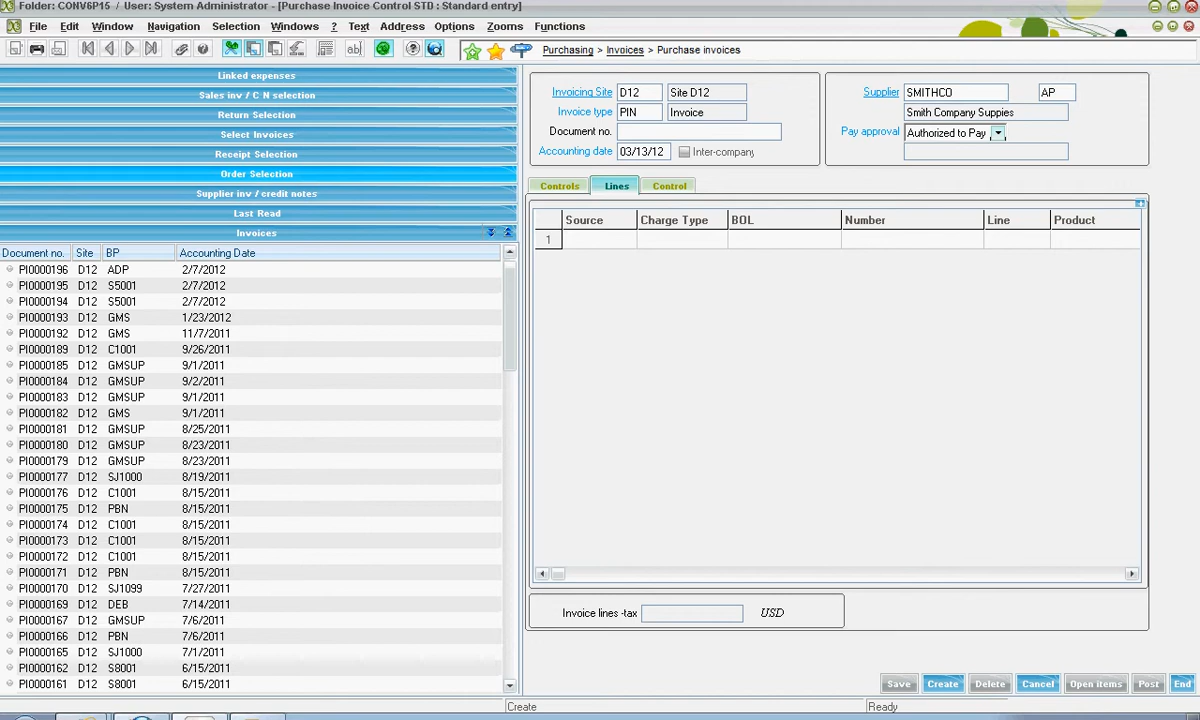 Folder: CONV6P15 / User: System Administrator - [Purchase Invoice Control STD : Standard entry]
File Edit Window Navigation Selection Windows ? Text Address Options Zooms Functions
Purchasing > Invoices > Purchase invoices
Linked expenses
Sales inv / C N selection
Return Selection
Select Invoices
Receipt Selection
Order Selection
Supplier inv / credit notes
Last Read
Invoices
Document no. Site BP Accounting Date
PI0000196 D12 ADP 2/7/2012
PI0000195 D12 S5001 2/7/2012
PI0000194 D12 S5001 2/7/2012
PI0000193 D12 GMS 1/23/2012
PI0000192 D12 GMS 11/7/2011
PI0000189 D12 C1001 9/26/2011
PI0000185 D12 GMSUP 9/1/2011
PI0000184 D12 GMSUP 9/2/2011
PI0000183 D12 GMSUP 9/1/2011
PI0000182 D12 GMS 9/1/2011
PI0000181 D12 GMSUP 8/25/2011
PI0000180 D12 GMSUP 8/23/2011
PI0000179 D12 GMSUP 8/23/2011
PI0000177 D12 SJ1000 8/19/2011
PI0000176 D12 C1001 8/15/2011
PI0000175 D12 PBN 8/15/2011
PI0000174 D12 C1001 8/15/2011
PI0000173 D12 C1001 8/15/2011
PI0000172 D12 C1001 8/15/2011
PI0000171 D12 PBN 8/15/2011
PI0000170 D12 SJ1099 7/27/2011
PI0000169 D12 DEB 7/14/2011
PI0000167 D12 GMSUP 7/6/2011
PI0000166 D12 PBN 7/6/2011
PI0000165 D12 SJ1000 7/1/2011
PI0000162 D12 S8001 6/15/2011
PI0000161 D12 S8001 6/15/2011
Invoicing Site D12 Site D12
Invoice type PIN Invoice
Document no.
Accounting date 03/13/12 Inter-company
Supplier SMITHCO AP
Smith Company Suppies
Pay approval Authorized to Pay
Controls Lines Control
Source Charge Type BOL Number Line Product
1
Invoice lines -tax USD
Save Create Delete Cancel Open items Post End
Create Ready